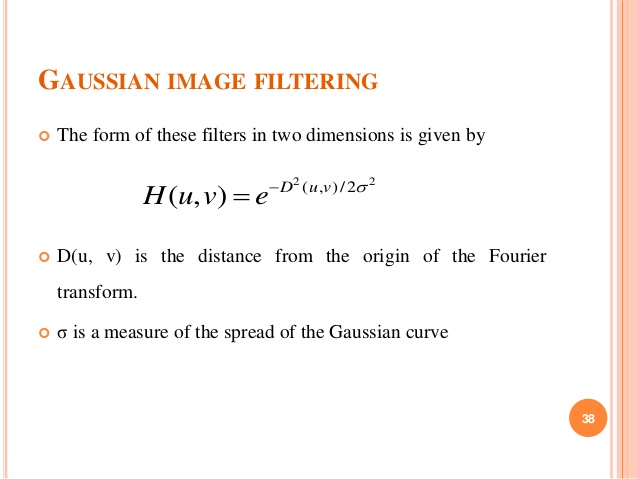 GAUSSIAN IMAGE FILTERING
The form of these filters in two dimensions is given by
H(u,v) = e^{-D^2(u,v)/2σ^2}
D(u, v) is the distance from the origin of the Fourier
transform.
σ is a measure of the spread of the Gaussian curve
38